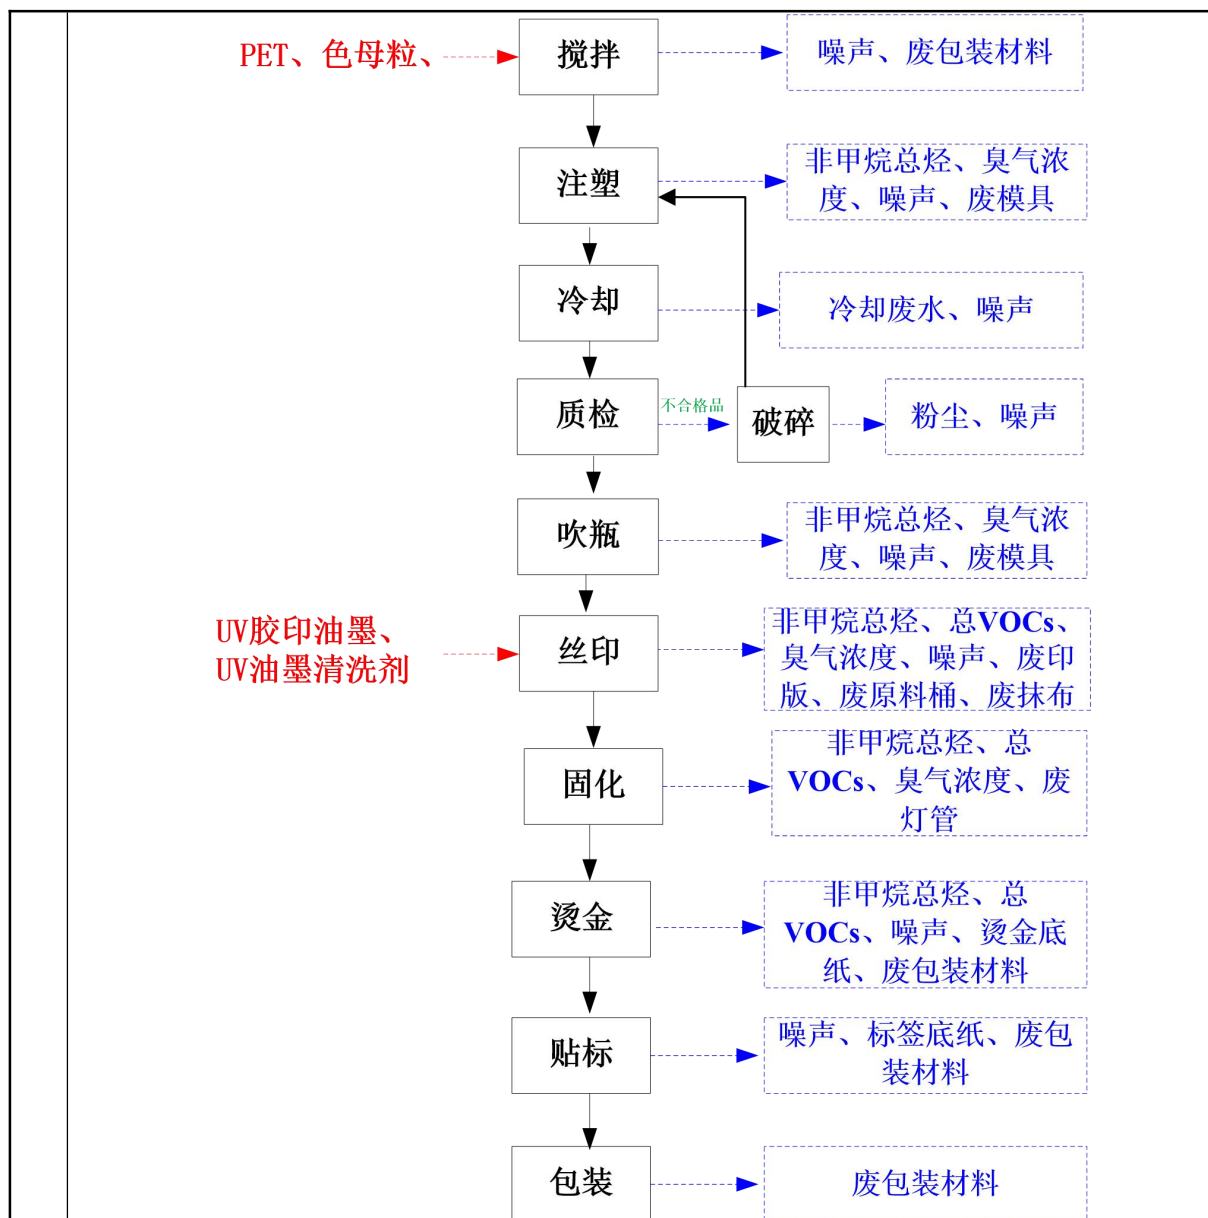 PET、色母粒、
搅拌
噪声、废包装材料
注塑
非甲烷总烃、臭气浓
度、噪声、废模具
冷却
冷却废水、噪声
质检
不合格品
破碎
粉尘、噪声
吹瓶
非甲烷总烃、臭气浓
度、噪声、废模具
UV胶印油墨、
UV油墨清洗剂
丝印
非甲烷总烃、总VOCs、
臭气浓度、噪声、废印
版、废原料桶、废抹布
固化
非甲烷总烃、总
VOCs、臭气浓度、废
灯管
烫金
非甲烷总烃、总
VOCs、噪声、烫金底
纸、废包装材料
贴标
噪声、标签底纸、废包
装材料
包装
废包装材料